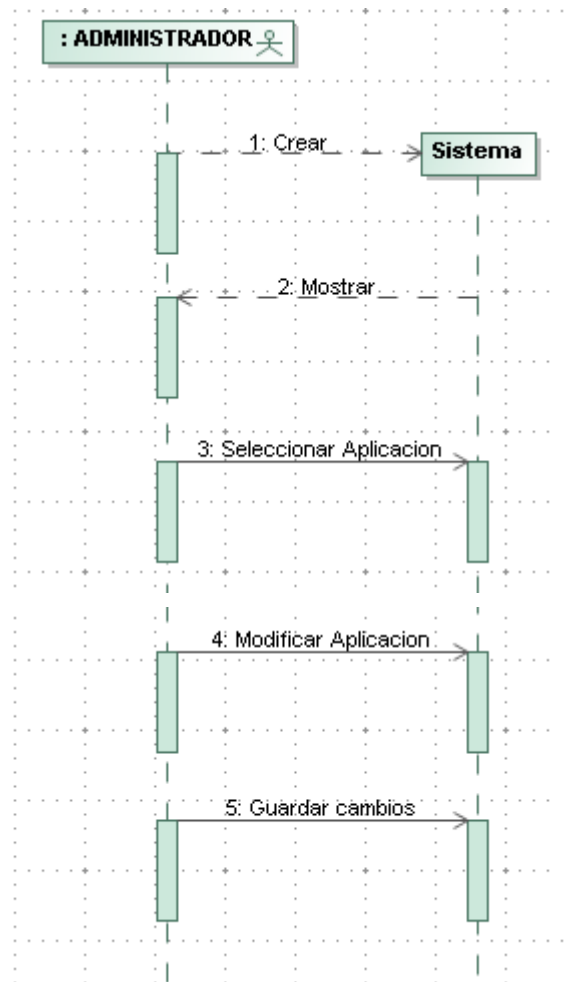 : ADMINISTRADOR
1: Crear
Sistema
2: Mostrar
3: Seleccionar Aplicacion
4: Modificar Aplicacion
5: Guardar cambios